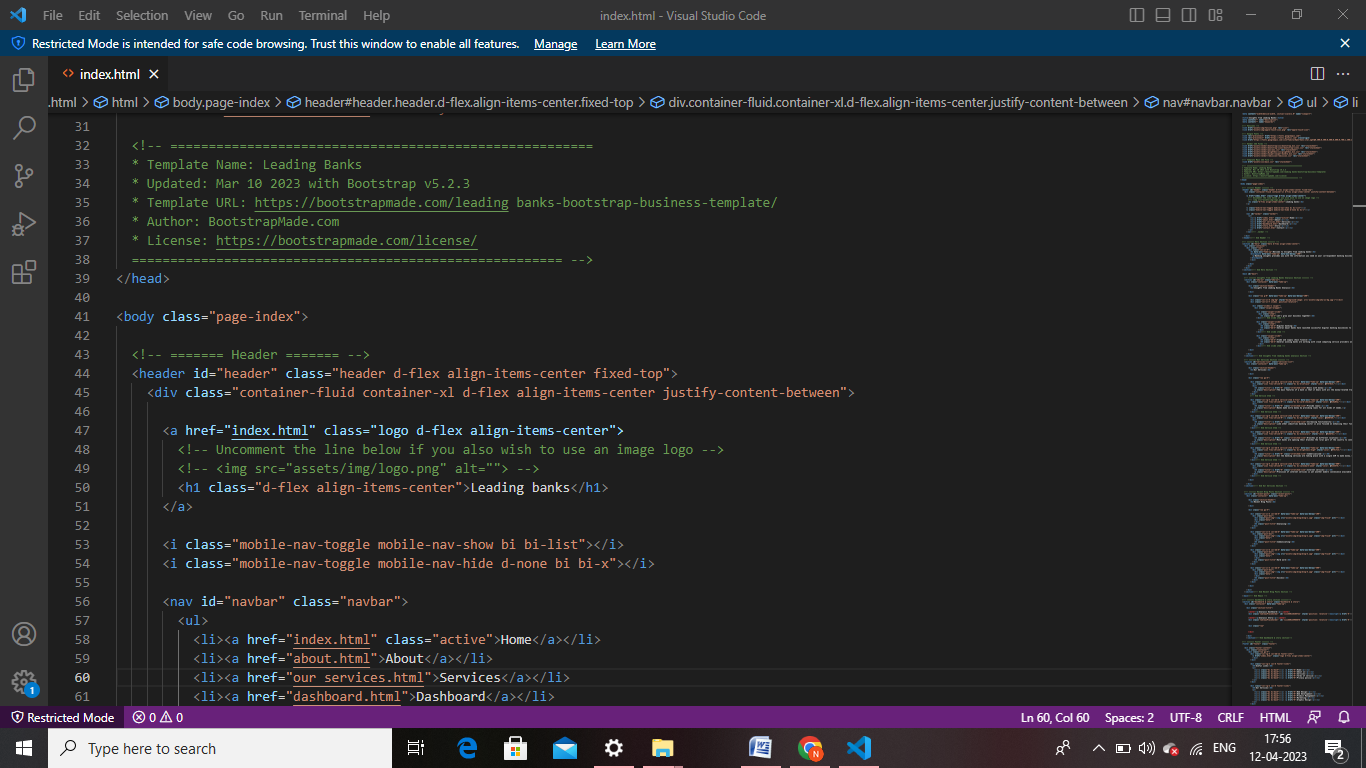 File Edit Selection View Go Run Terminal Help index.html - Visual Studio Code
Restricted Mode is intended for safe code browsing. Trust this window to enable all features. Manage Learn More
index.html
.html > html > body.page-index > header#header.header.d-flex.align-items-center.fixed-top > div.container-fluid.container-xl.d-flex.align-items-center.justify-content-between > nav#navbar.navbar > ul > li
31
32 <!-- =======================================================
33 * Template Name: Leading Banks
34 * Updated: Mar 10 2023 with Bootstrap v5.2.3
35 * Template URL: https://bootstrapmade.com/leading banks-bootstrap-business-template/
36 * Author: BootstrapMade.com
37 * License: https://bootstrapmade.com/license/
38 ======================================================== -->
39 </head>
40
41 <body class="page-index">
42
43 <!-- ======= Header ======= -->
44 <header id="header" class="header d-flex align-items-center fixed-top">
45 <div class="container-fluid container-xl d-flex align-items-center justify-content-between">
46
47 <a href="index.html" class="logo d-flex align-items-center">
48 <!-- Uncomment the line below if you also wish to use an image logo -->
49 <!-- <img src="assets/img/logo.png" alt=""> -->
50 <h1 class="d-flex align-items-center">Leading banks</h1>
51 </a>
52
53 <i class="mobile-nav-toggle mobile-nav-show bi bi-list"></i>
54 <i class="mobile-nav-toggle mobile-nav-hide d-none bi bi-x"></i>
55
56 <nav id="navbar" class="navbar">
57 <ul>
58 <li><a href="index.html" class="active">Home</a></li>
59 <li><a href="about.html">About</a></li>
60 <li><a href="our services.html">Services</a></li>
61 <li><a href="dashboard.html">Dashboard</a></li>
1
Restricted Mode 0 0 Ln 60, Col 60 Spaces: 2 UTF-8 CRLF HTML
Type here to search W N ENG 17:56
12-04-2023 2